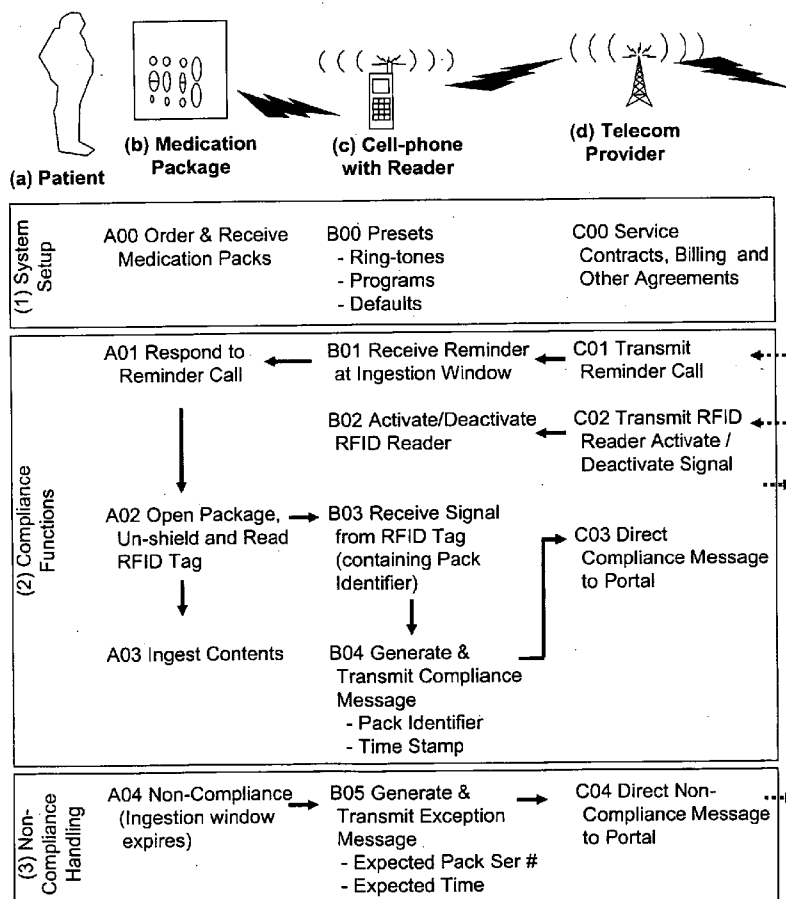 (a) Patient
(b) Medication
Package
(c) Cell-phone
with Reader
(d) Telecom
Provider
(1) System
Setup
A00 Order & Receive
Medication Packs
B00 Presets
- Ring-tones
- Programs
- Defaults
C00 Service
Contracts, Billing and
Other Agreements
(2) Compliance
Functions
A01 Respond to
Reminder Call
B01 Receive Reminder
at Ingestion Window
C01 Transmit
Reminder Call
B02 Activate/Deactivate
RFID Reader
C02 Transmit RFID
Reader Activate /
Deactivate Signal
A02 Open Package,
Un-shield and Read
RFID Tag
B03 Receive Signal
from RFID Tag
(containing Pack
Identifier)
C03 Direct
Compliance Message
to Portal
A03 Ingest Contents
B04 Generate &
Transmit Compliance
Message
- Pack Identifier
- Time Stamp
(3) Non-
Compliance
Handling
A04 Non-Compliance
(Ingestion window
expires)
B05 Generate &
Transmit Exception
Message
- Expected Pack Ser #
- Expected Time
C04 Direct Non-
Compliance Message
to Portal